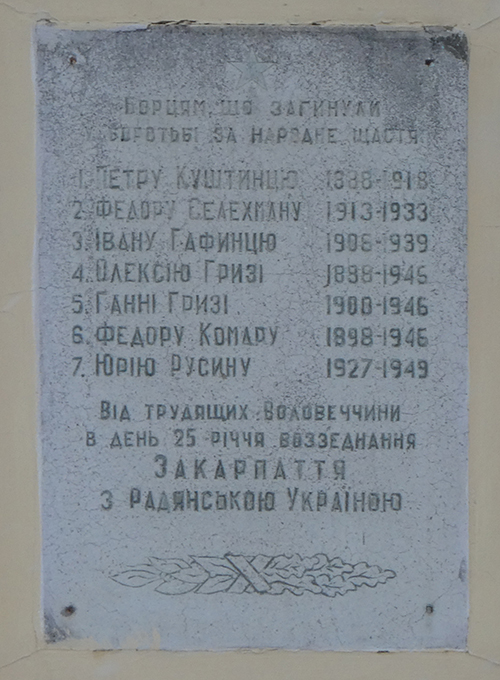 Борцям, що загинули
в боротьбі за народне щастя
1. Петру Куштинцю 1888-1918
2. Федору Селехману 1913-1933
3. Івану Гафинцю 1906-1939
4. Олексію Гризі 1898-1946
5. Ганні Гризі 1900-1946
6. Федору Комару 1898-1946
7. Юрію Русину 1927-1949
Від трудящих Воловеччини
в день 25 річчя возз'єднання
Закарпаття
з Радянською Україною